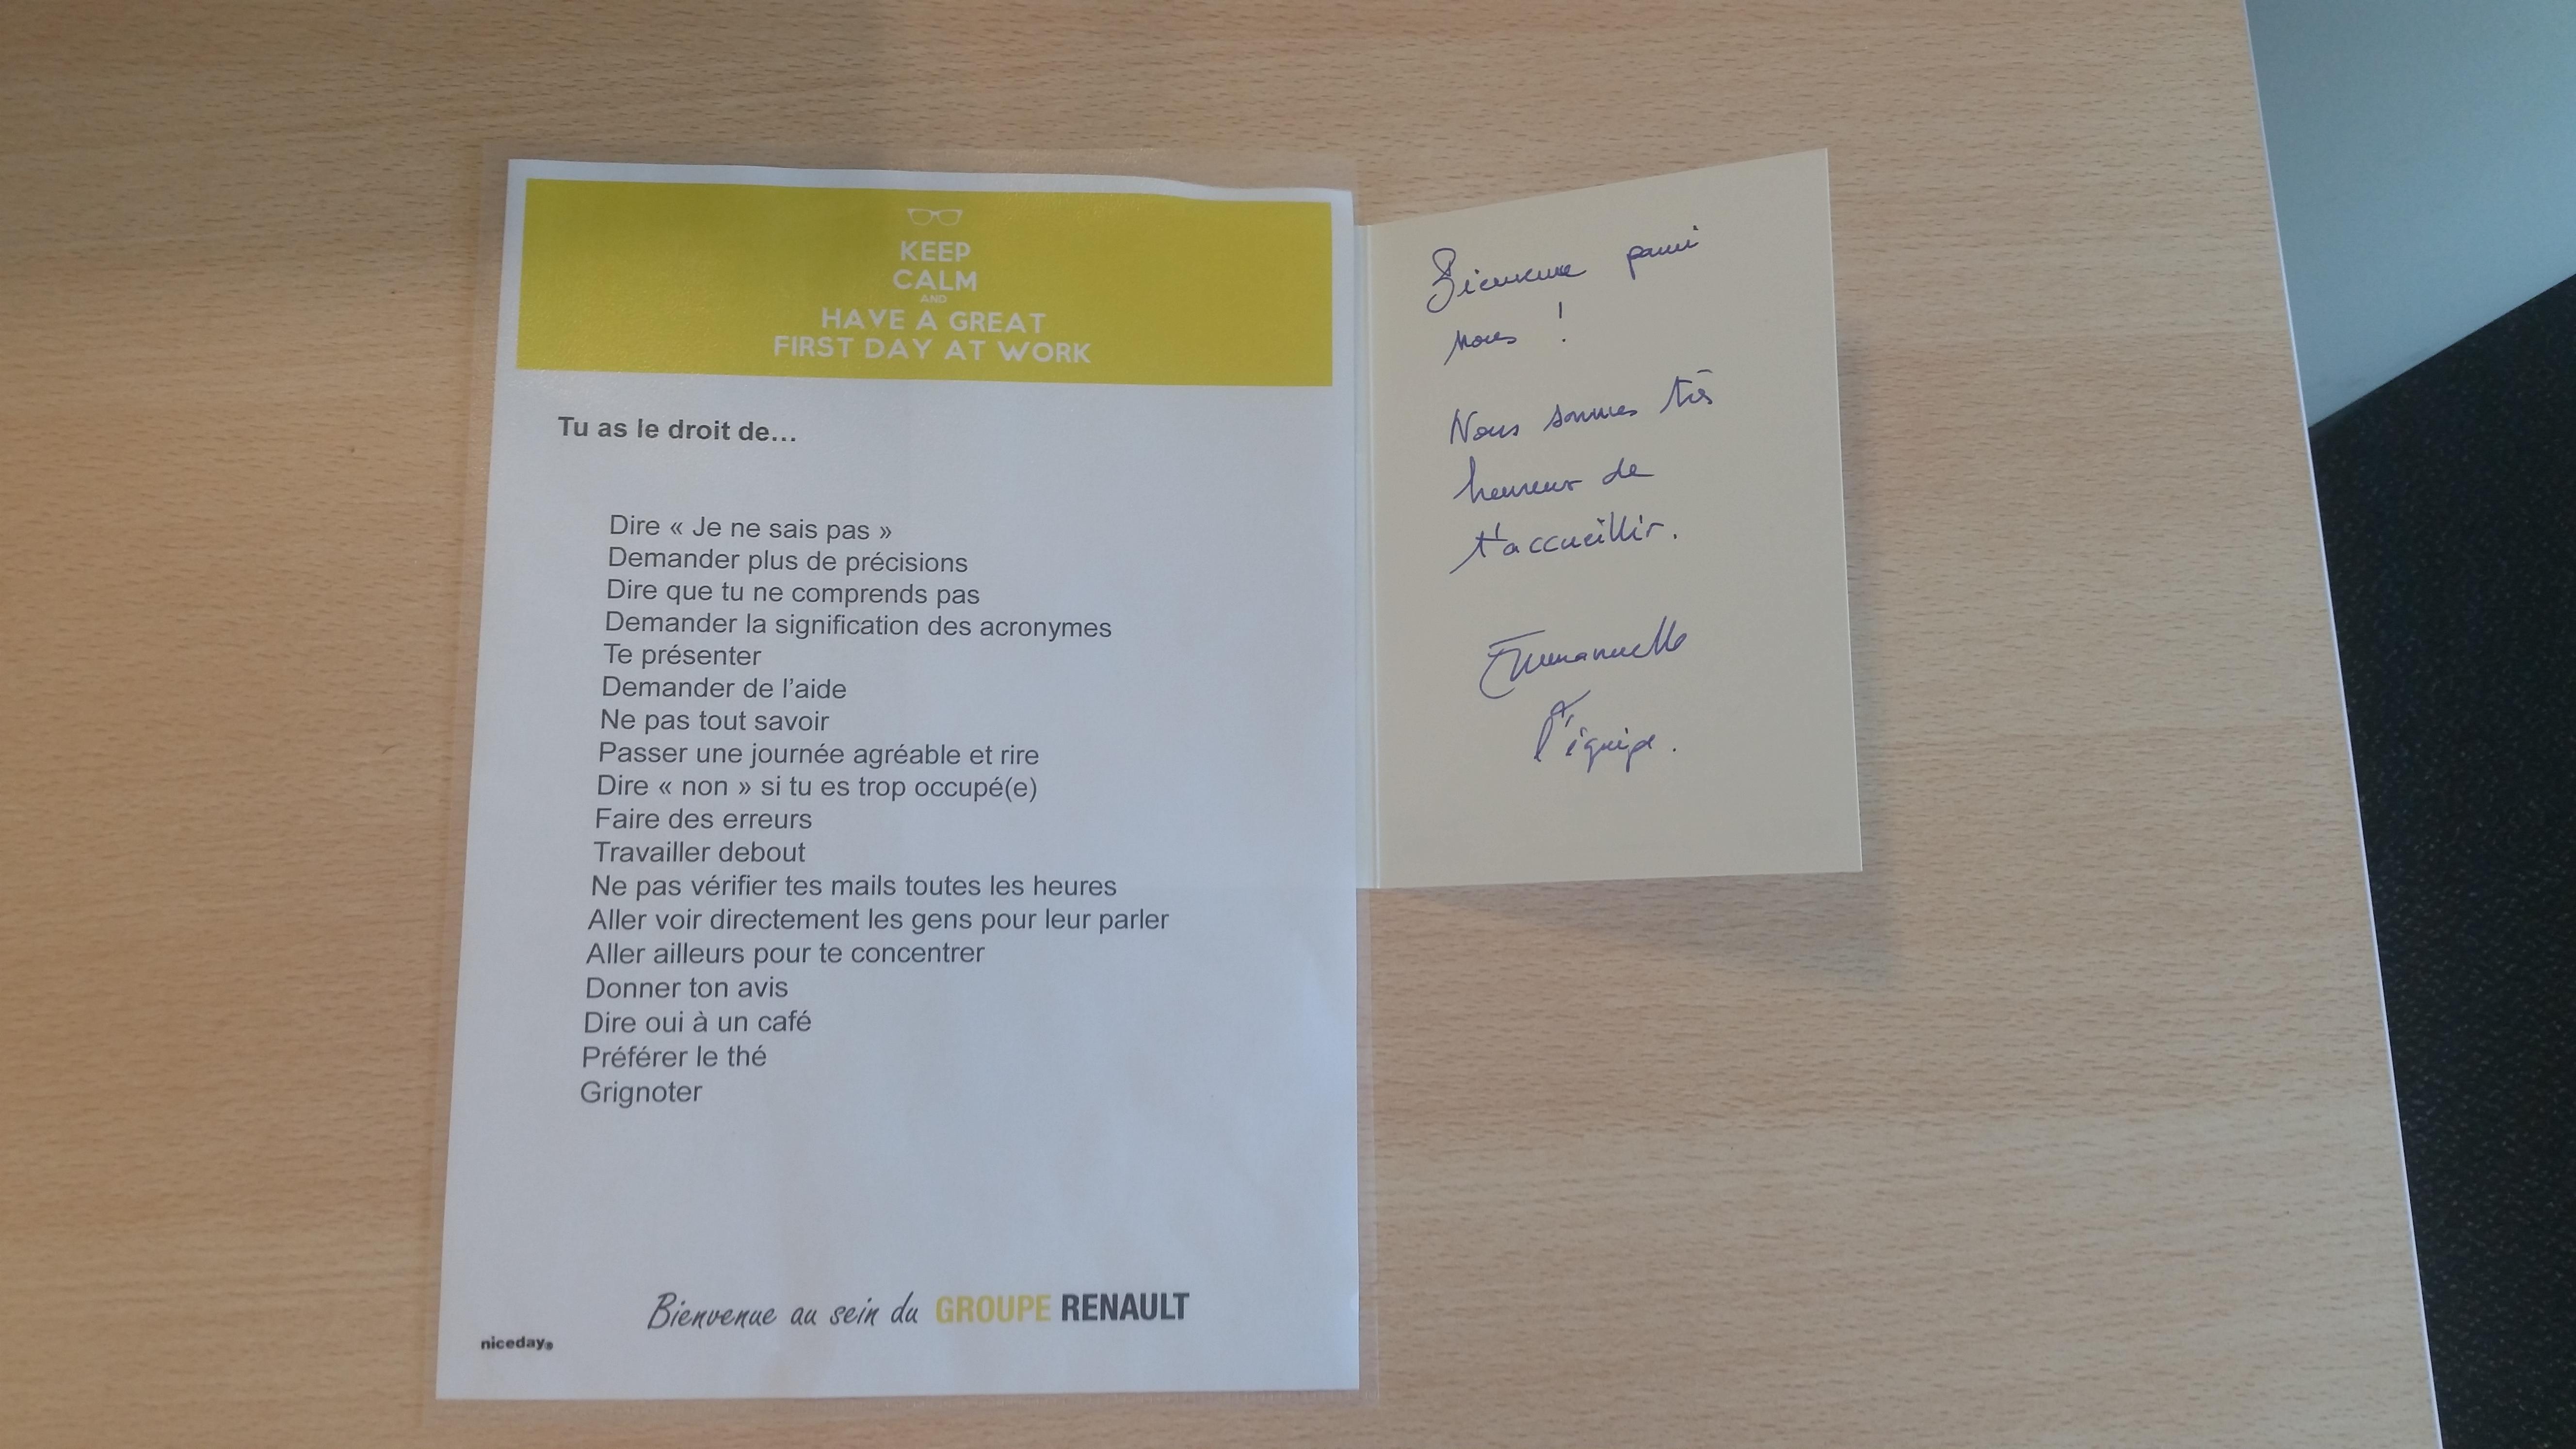 KEEP
CALM
AND
HAVE A GREAT
FIRST DAY AT WORK
Tu as le droit de...
Dire « Je ne sais pas »
Demander plus de précisions
Dire que tu ne comprends pas
Demander la signification des acronymes
Te présenter
Demander de l'aide
Ne pas tout savoir
Passer une journée agréable et rire
Dire « non » si tu es trop occupé(e)
Faire des erreurs
Travailler debout
Ne pas vérifier tes mails toutes les heures
Aller voir directement les gens pour leur parler
Aller ailleurs pour te concentrer
Donner ton avis
Dire oui à un café
Préférer le thé
Grignoter
Bienvenue au sein du GROUPE RENAULT
niceday®
Bienvenue parmi
nous !
Nous sommes très
heureux de
t'accueillir.
Emmanuelle
+
l'équipe.